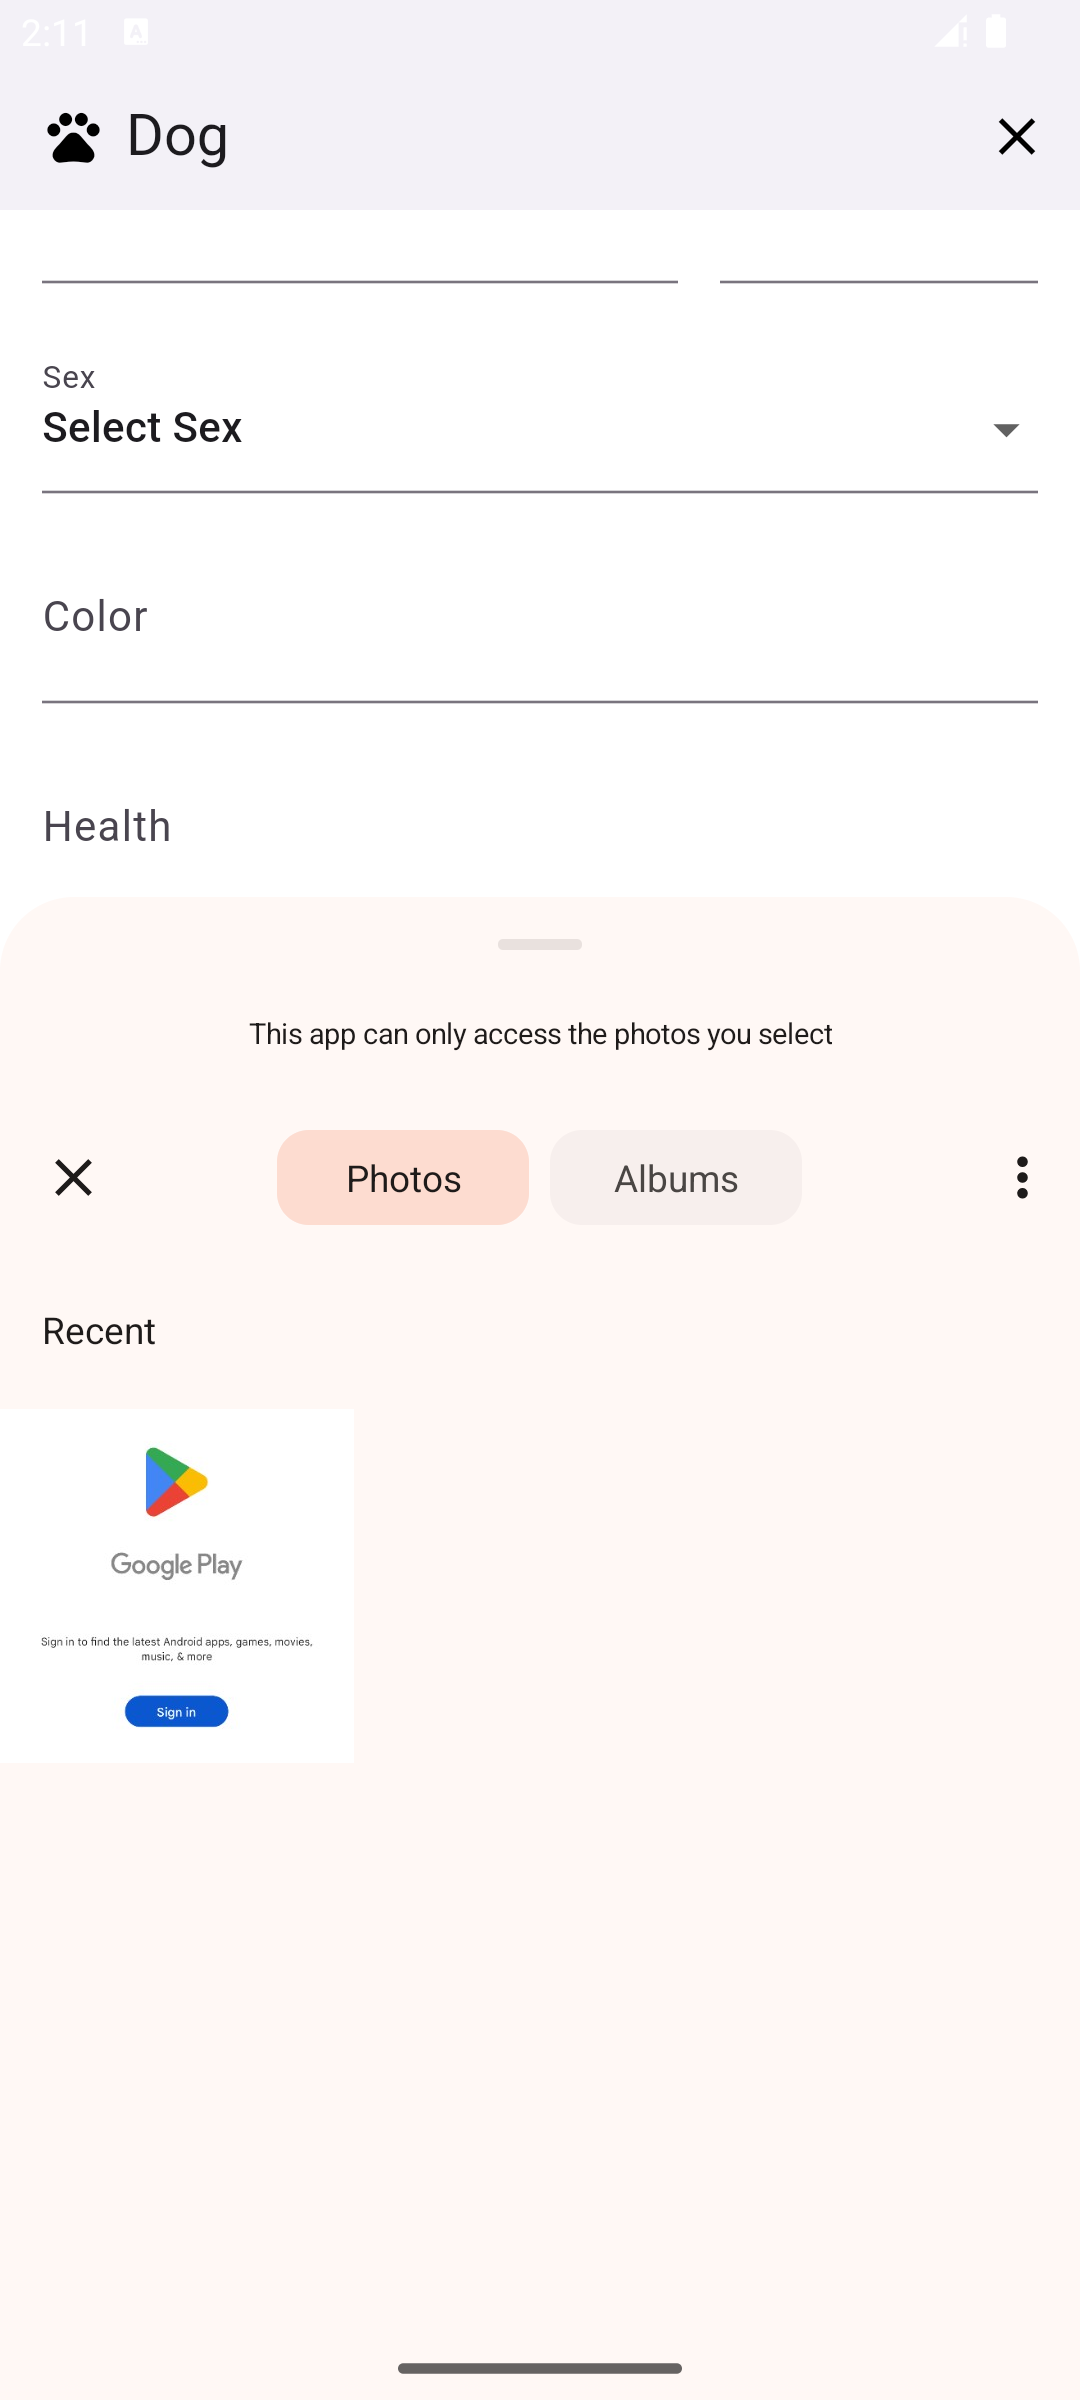 2:11
Dog
Sex
Select Sex
Color
Health
This app can only access the photos you select
Photos
Albums
Recent
Google Play
Sign in to find the latest Android apps, games, movies,
music, & more
Sign in